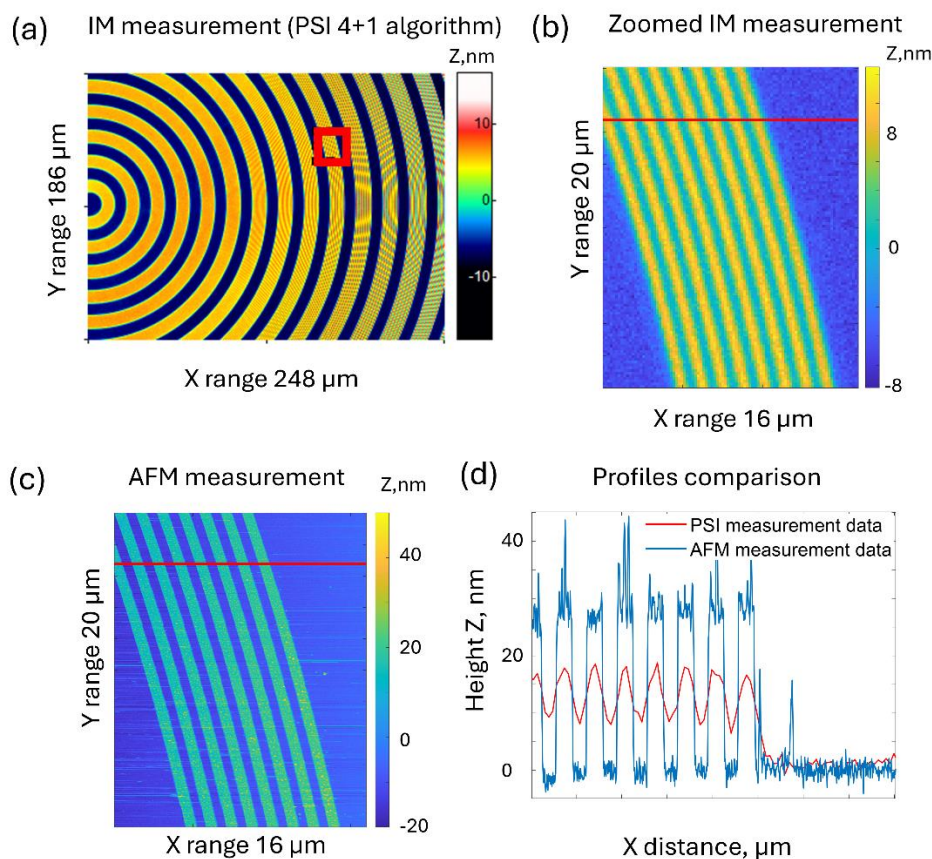 (a)
IM measurement (PSI 4+1 algorithm)
Z,nm
10
0
-10
Y range 186 µm
X range 248 µm
(b)
Zoomed IM measurement
Z,nm
8
0
-8
Y range 20 µm
X range 16 µm
(c)
AFM measurement
Z,nm
40
20
0
-20
Y range 20 µm
X range 16 µm
(d)
Profiles comparison
PSI measurement data
AFM measurement data
40
20
0
Height Z, nm
X distance, µm